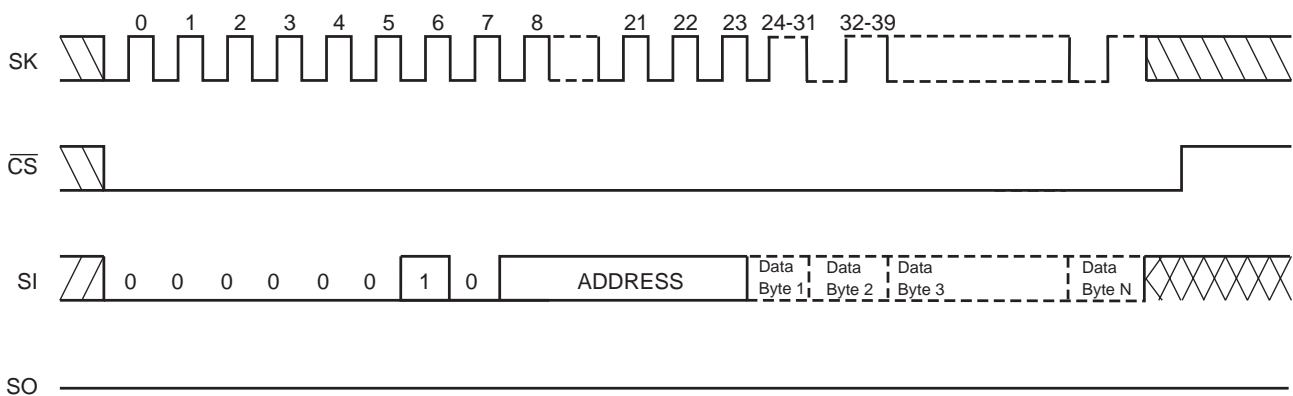 0 1 2 3 4 5 6 7 8 21 22 23 24-31 32-39
SK
CS
SI 0 0 0 0 0 0 1 0 ADDRESS Data Byte 1 Data Byte 2 Data Byte 3 Data Byte N
SO